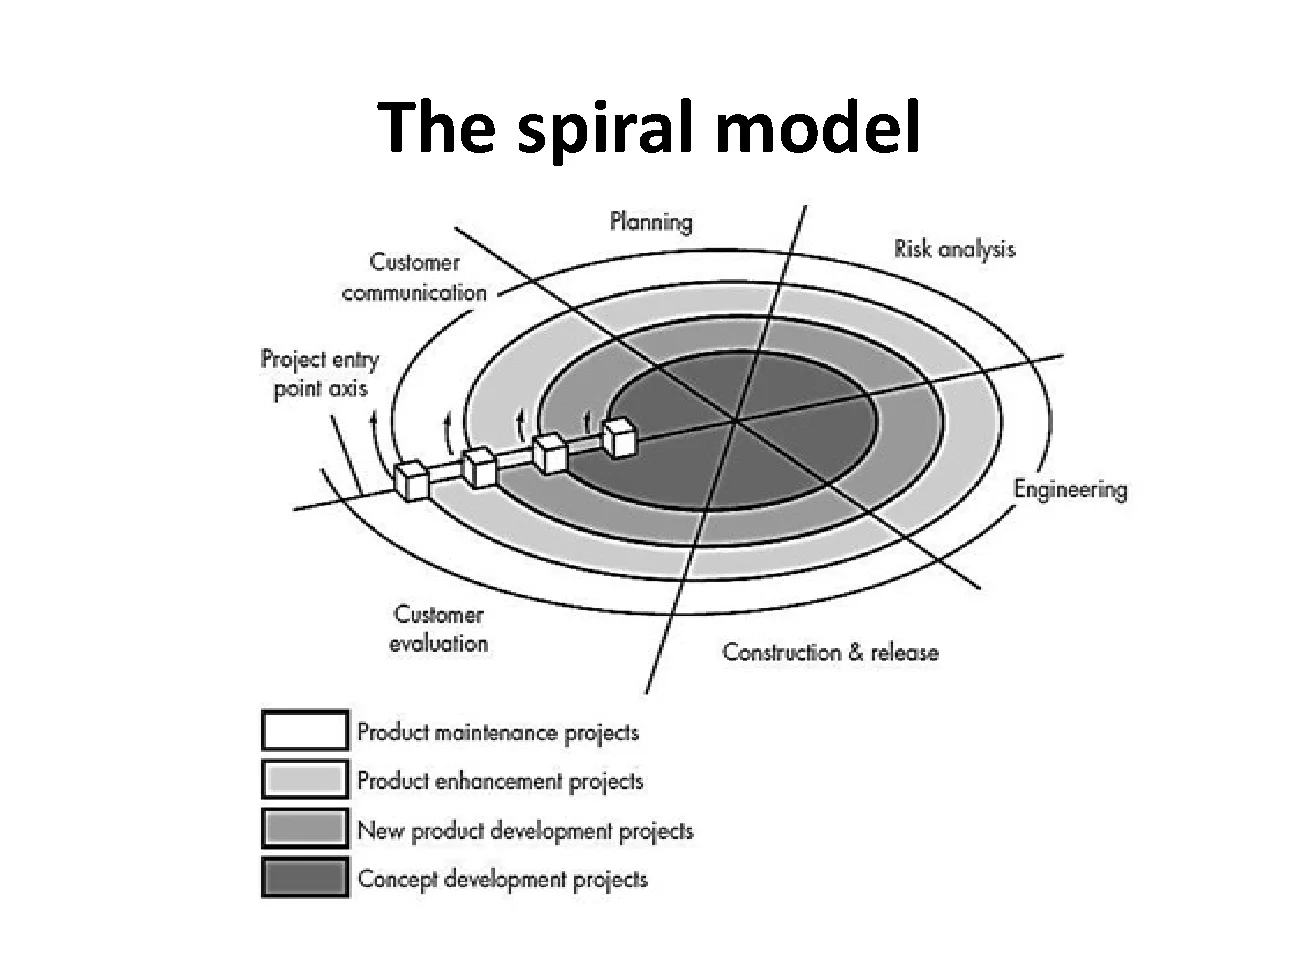 The spiral model
Planning
Risk analysis
Customer
communication
Project entry
point axis
Engineering
Customer
evaluation
Construction & release
Product maintenance projects
Product enhancement projects
New product development projects
Concept development projects